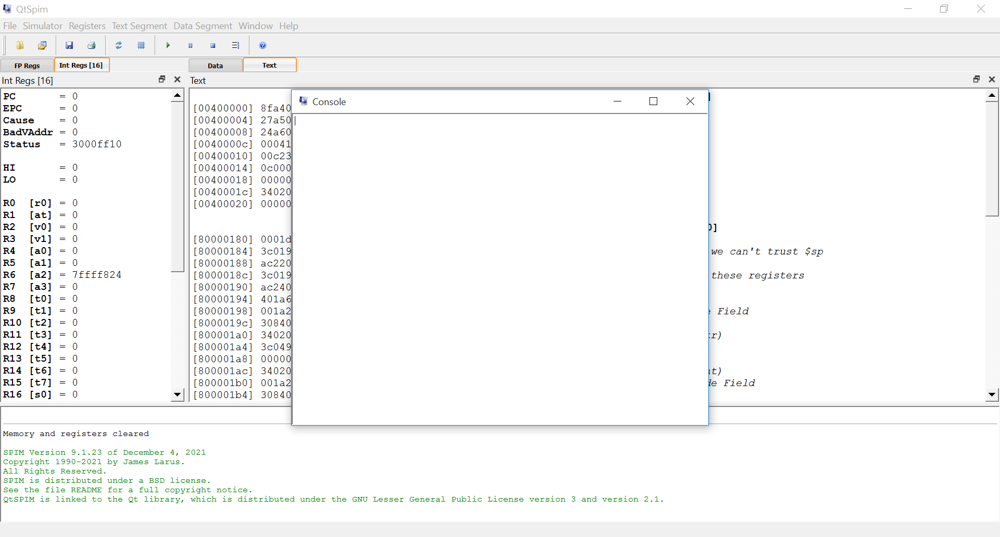 QtSpim
File Simulator Registers Text Segment Data Segment Window Help
FP Regs
Int Regs [16]
Data
Text
Int Regs [16]
Text
PC = 0
EPC = 0
Cause = 0
BadVAddr = 0
Status = 3000ff10
HI = 0
LO = 0
R0 [r0] = 0
R1 [at] = 0
R2 [v0] = 0
R3 [v1] = 0
R4 [a0] = 0
R5 [a1] = 0
R6 [a2] = 7ffff824
R7 [a3] = 0
R8 [t0] = 0
R9 [t1] = 0
R10 [t2] = 0
R11 [t3] = 0
R12 [t4] = 0
R13 [t5] = 0
R14 [t6] = 0
R15 [t7] = 0
R16 [s0] = 0
[00400000] 8fa40
[00400004] 27a50
[00400008] 24a60
[0040000c] 00041
[00400010] 00c23
[00400014] 0c000
[00400018] 00000
[0040001c] 34020
[00400020] 00000
[80000180] 0001d
[80000184] 3c019
[80000188] ac220
[8000018c] 3c019
[80000190] ac240
[80000194] 401a6
[80000198] 001a2
[8000019c] 30840
[800001a0] 34020
[800001a4] 3c049
[800001a8] 00000
[800001ac] 34020
[800001b0] 001a2
[800001b4] 30840
Console
]
we can't trust $sp
these registers
Field
r)
t)
Field
Memory and registers cleared
SPIM Version 9.1.23 of December 4, 2021
Copyright 1990-2021 by James Larus.
All Rights Reserved.
SPIM is distributed under a BSD license.
See the file README for a full copyright notice.
QtSPIM is linked to the Qt library, which is distributed under the GNU Lesser General Public License version 3 and version 2.1.